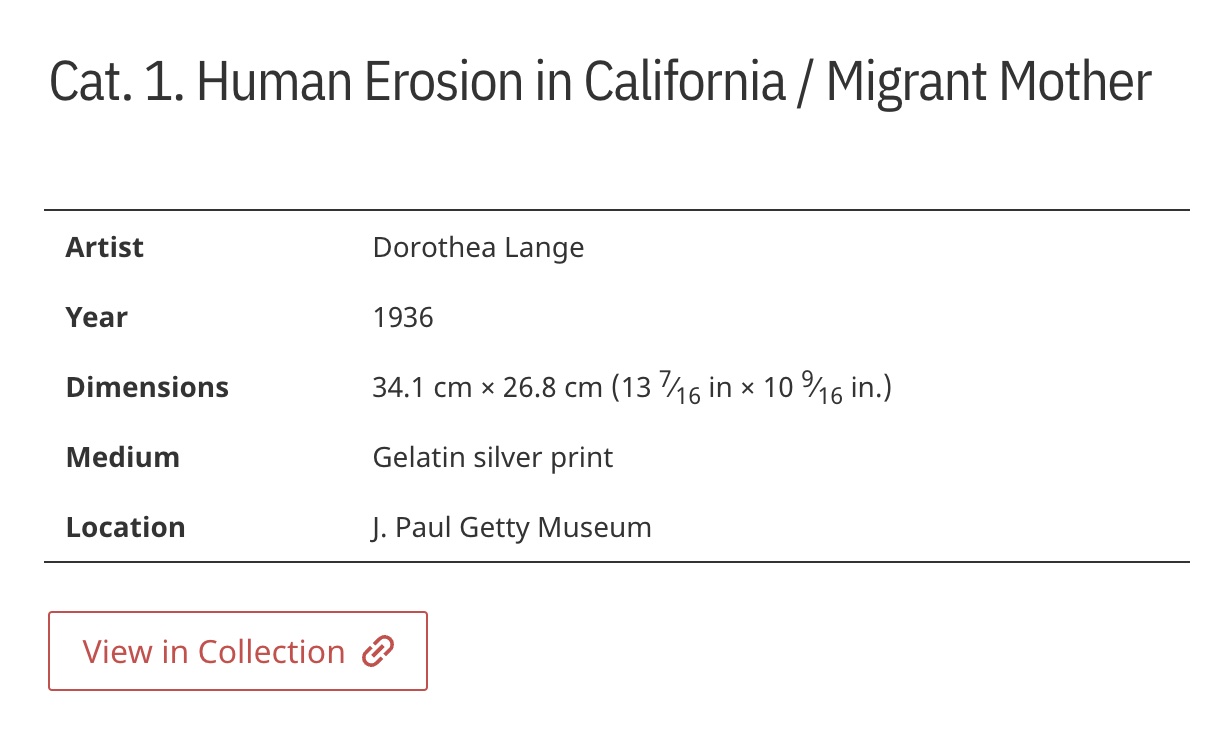 Cat. 1. Human Erosion in California / Migrant Mother
Artist Dorothea Lange
Year 1936
Dimensions 34.1 cm × 26.8 cm (13 7⁄16 in × 10 9⁄16 in.)
Medium Gelatin silver print
Location J. Paul Getty Museum
View in Collection